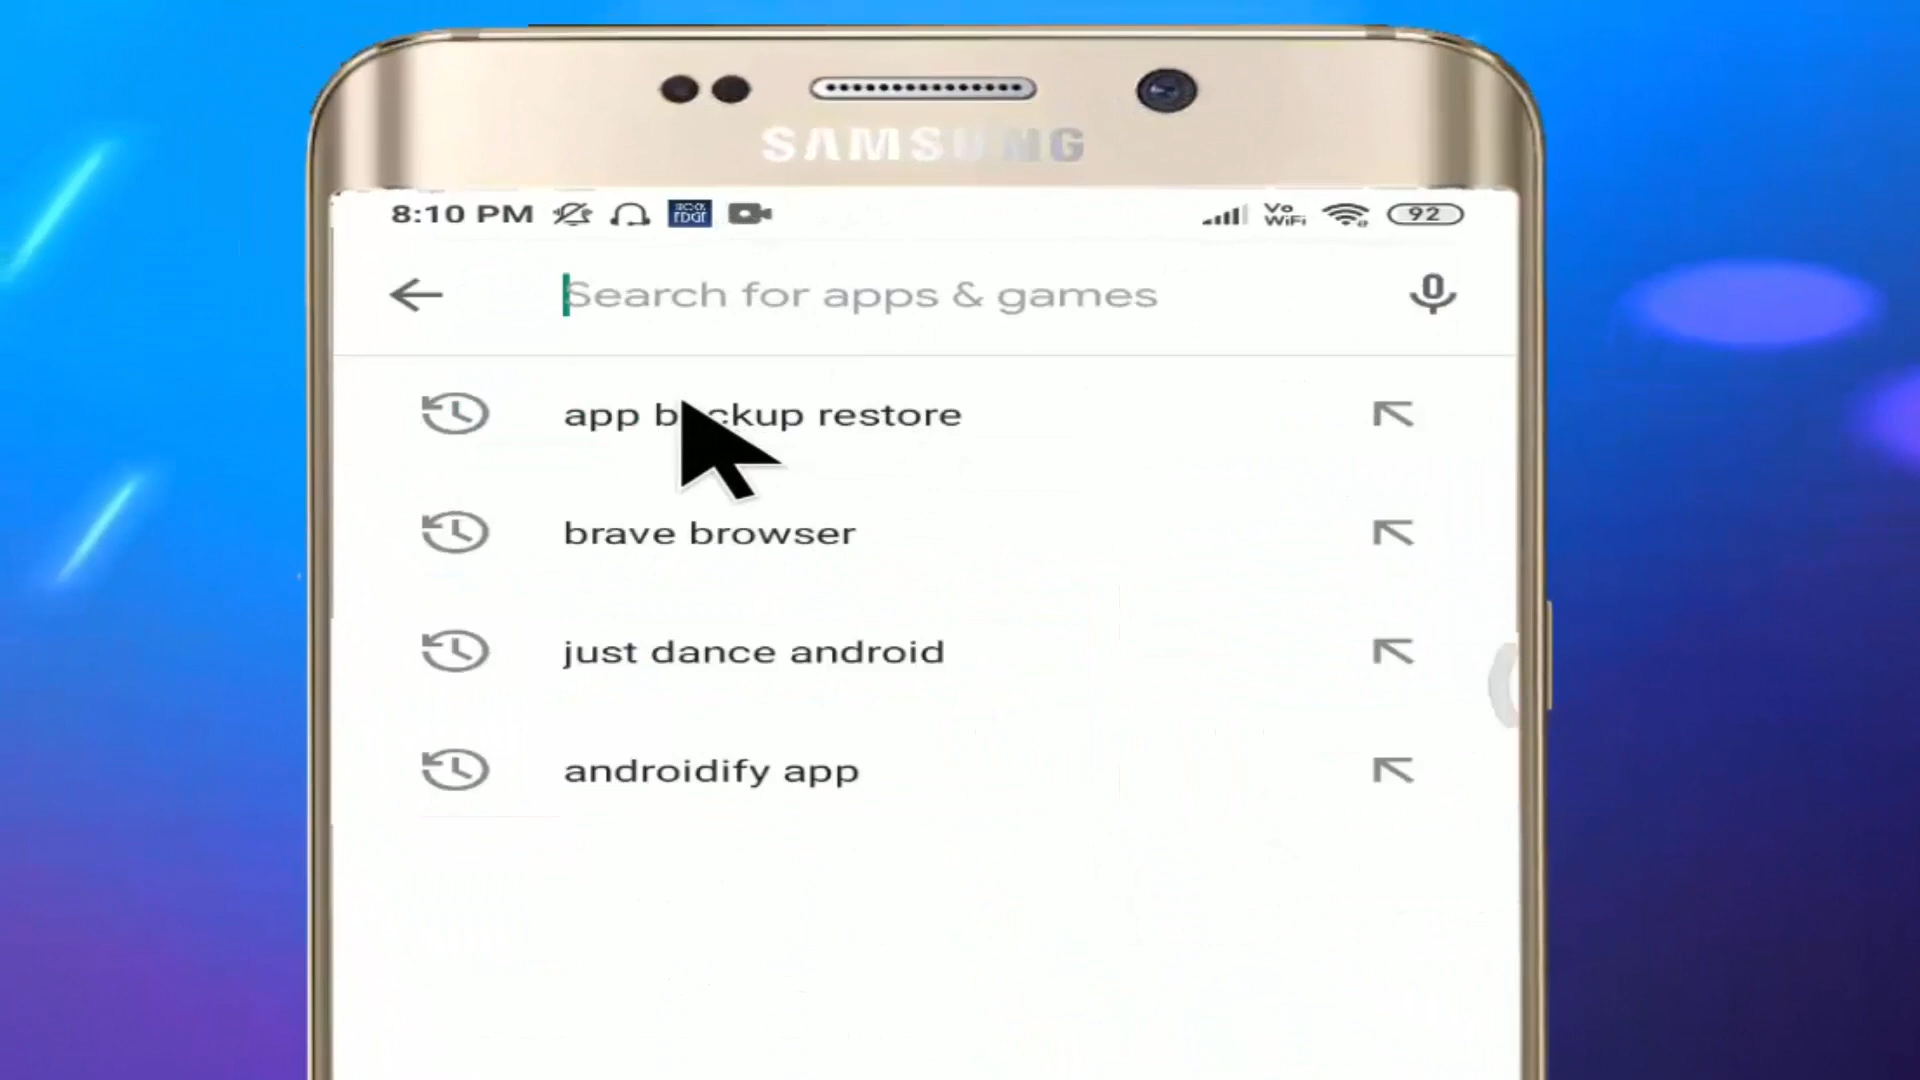 SAMSUNG
8:10 PM
Vo
WiFi
92
Search for apps & games
app backup restore
brave browser
just dance android
androidify app